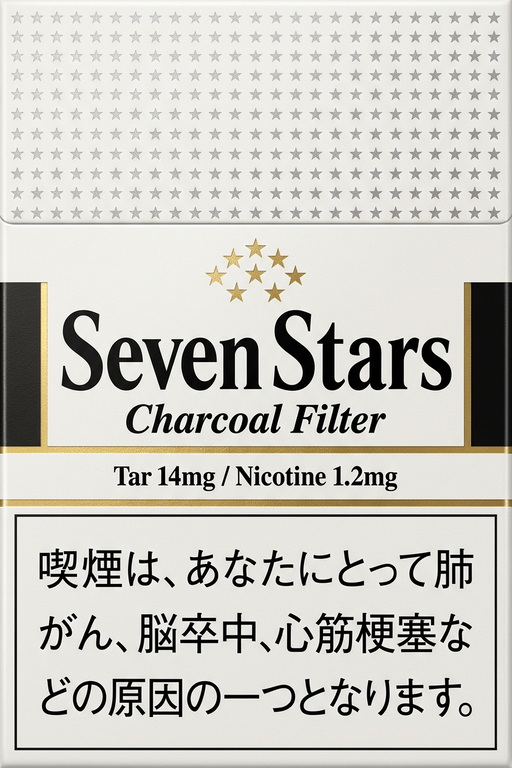 Seven Stars
Charcoal Filter
Tar 14mg / Nicotine 1.2mg
喫煙は、あなたにとって肺
がん、脳卒中、心筋梗塞な
どの原因の一つとなります。